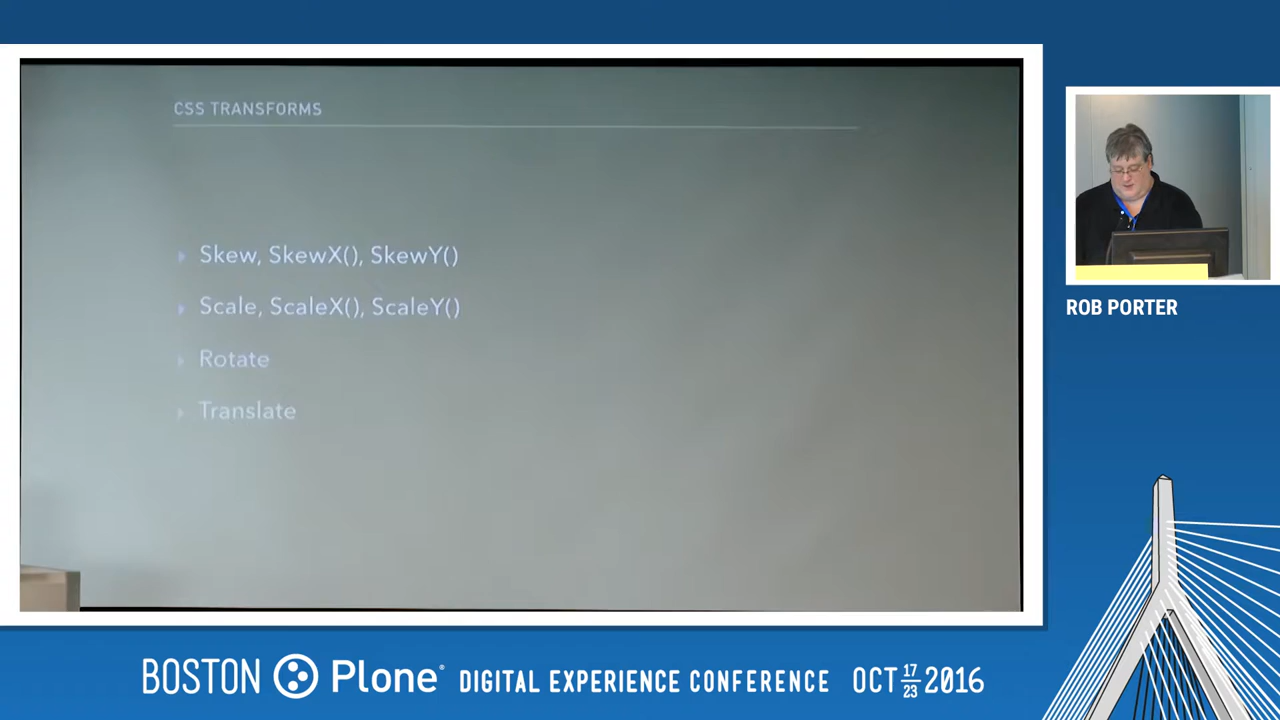 CSS TRANSFORMS
Skew, SkewX(), SkewY()
Scale, ScaleX(), ScaleY()
Rotate
Translate
ROB PORTER
BOSTON Plone® DIGITAL EXPERIENCE CONFERENCE OCT 17 23 2016